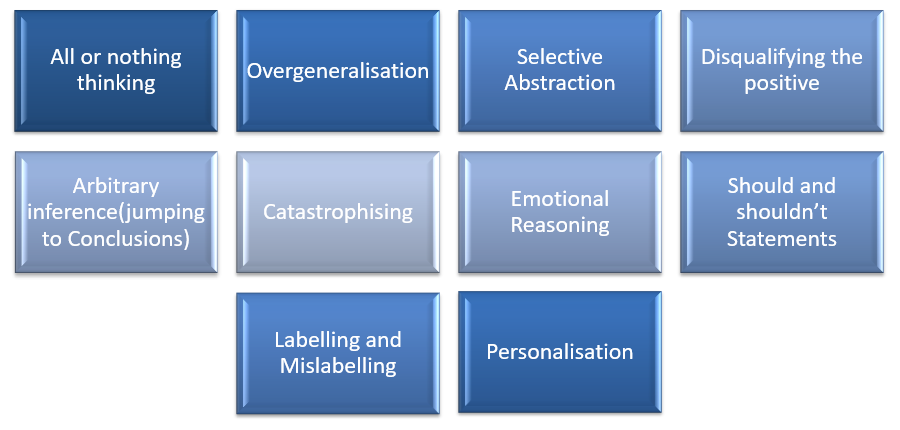 All or nothing
thinking
Overgeneralisation
Selective
Abstraction
Disqualifying the
positive
Arbitrary
inference(jumping
to Conclusions)
Catastrophising
Emotional
Reasoning
Should and
shouldn’t
Statements
Labelling and
Mislabelling
Personalisation